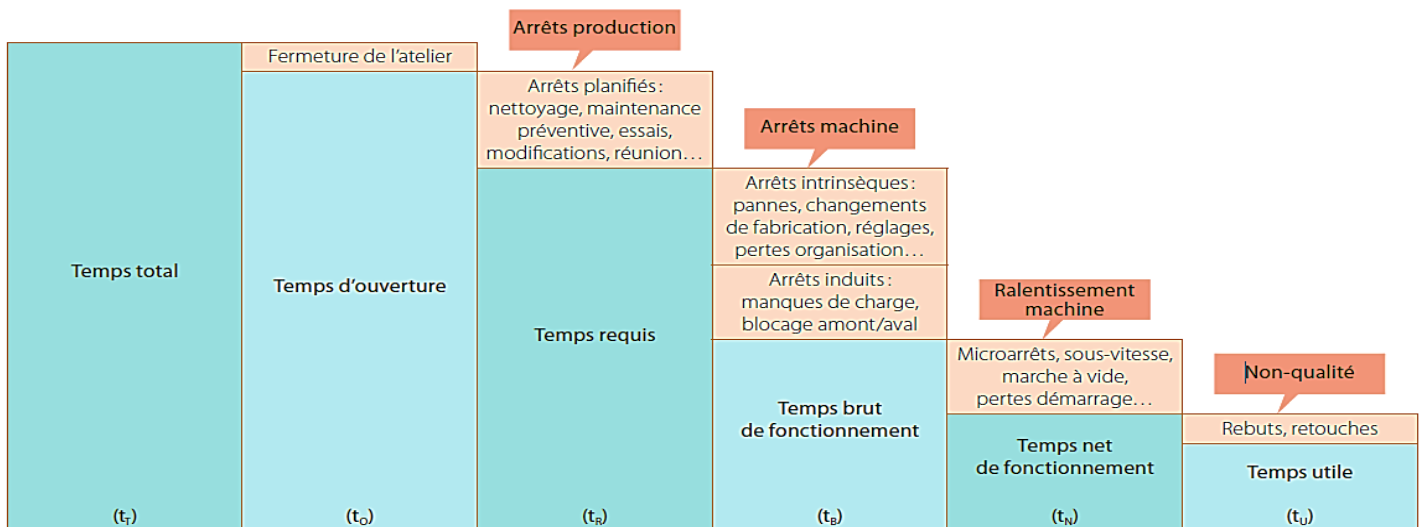 Arrêts production
Fermeture de l'atelier
Arrêts planifiés :
nettoyage, maintenance
préventive, essais,
modifications, réunion…
Arrêts machine
Arrêts intrinsèques :
pannes, changements
de fabrication, réglages,
pertes organisation…
Temps total
Temps d'ouverture
Arrêts induits :
manques de charge,
blocage amont/aval
Ralentissement
machine
Temps requis
Microarrêts, sous-vitesse,
marche à vide,
pertes démarrage…
Non-qualité
Temps brut
de fonctionnement
Rebuts, retouches
Temps net
de fonctionnement
Temps utile
(tT)
(tO)
(tR)
(tB)
(tN)
(tU)